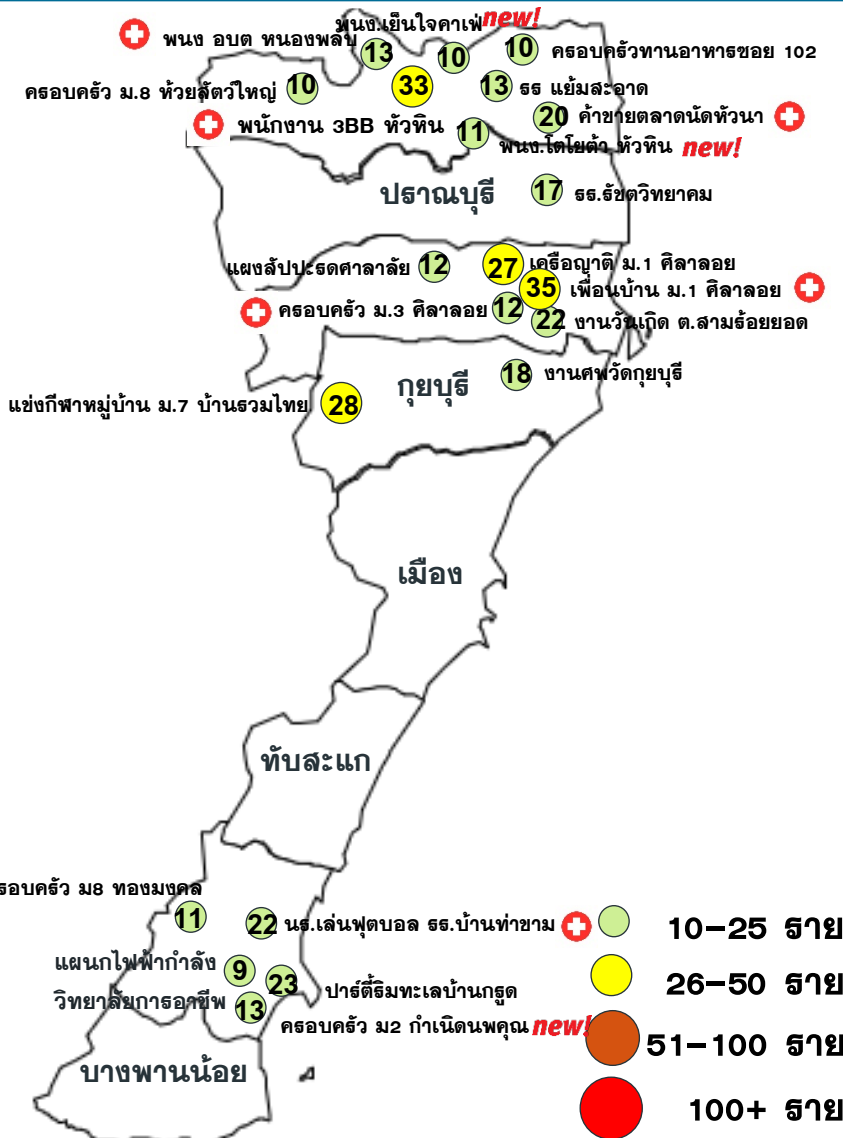 พนง.เย็นใจคาเฟ่ new!
พนง อบต หนองพลับ
13
10
10
ครอบครัวทานอาหารซอย 102
ครอบครัว ม.8 ห้วยสัตว์ใหญ่
10
33
13
รร แย้มสะอาด
20
ค้าขายตลาดนัดหัวนา
พนักงาน 3BB หัวหิน
11
พนง.โตโยต้า หัวหิน new!
ปราณบุรี
17
รร.รัชตวิทยาคม
แผงสัปปะรดศาลาลัย
12
27
เครือญาติ ม.1 ศิลาลอย
35
เพื่อนบ้าน ม.1 ศิลาลอย
ครอบครัว ม.3 ศิลาลอย
12
22
งานวันเกิด ต.สามร้อยยอด
กุยบุรี
18
งานศพวัดกุยบุรี
แข่งกีฬาหมู่บ้าน ม.7 บ้านรวมไทย
28
เมือง
ทับสะแก
รอบครัว ม8 ทองมงคล
11
22
นร.เล่นฟุตบอล รร.บ้านท่าขาม
แผนกไฟฟ้ากำลัง
9
23
ปาร์ตี้ริมทะเลบ้านกรูด
วิทยาลัยการอาชีพ
13
ครอบครัว ม2 กำเนิดนพคุณ new!
บางพานน้อย
10-25 ราย
26-50 ราย
51-100 ราย
100+ ราย